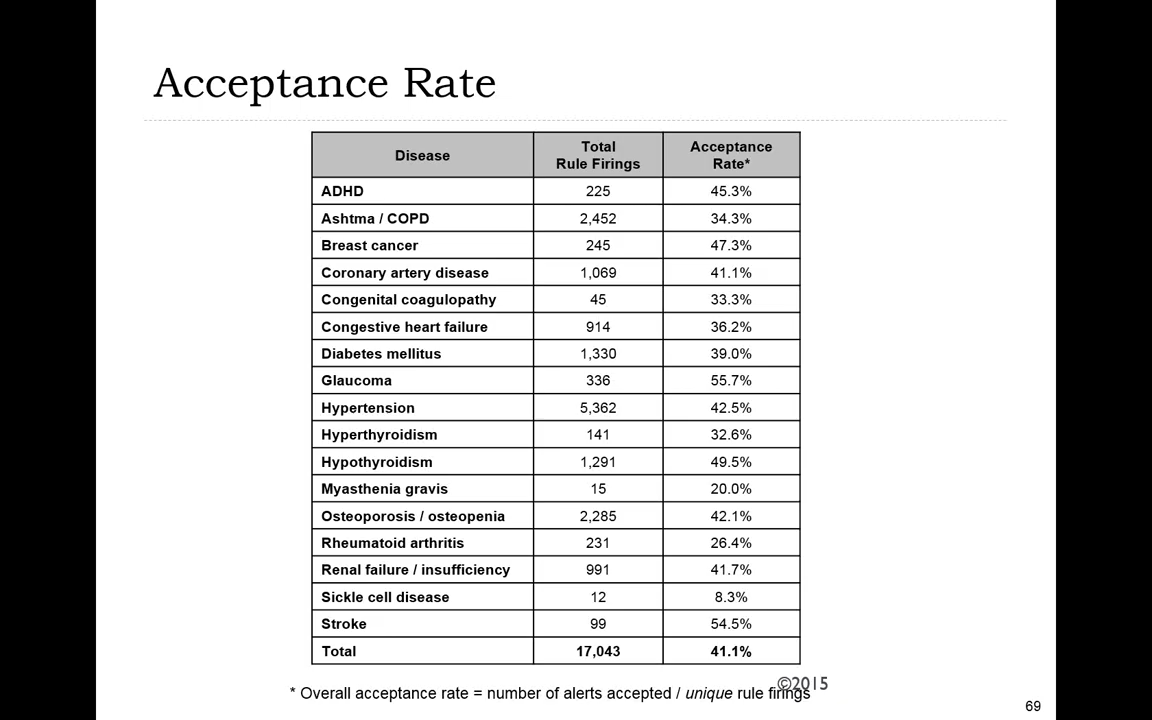 Acceptance Rate
Disease Total Rule Firings Acceptance Rate*
ADHD 225 45.3%
Ashtma / COPD 2,452 34.3%
Breast cancer 245 47.3%
Coronary artery disease 1,069 41.1%
Congenital coagulopathy 45 33.3%
Congestive heart failure 914 36.2%
Diabetes mellitus 1,330 39.0%
Glaucoma 336 55.7%
Hypertension 5,362 42.5%
Hyperthyroidism 141 32.6%
Hypothyroidism 1,291 49.5%
Myasthenia gravis 15 20.0%
Osteoporosis / osteopenia 2,285 42.1%
Rheumatoid arthritis 231 26.4%
Renal failure / insufficiency 991 41.7%
Sickle cell disease 12 8.3%
Stroke 99 54.5%
Total 17,043 41.1%
©2015
* Overall acceptance rate = number of alerts accepted / unique rule firings
69